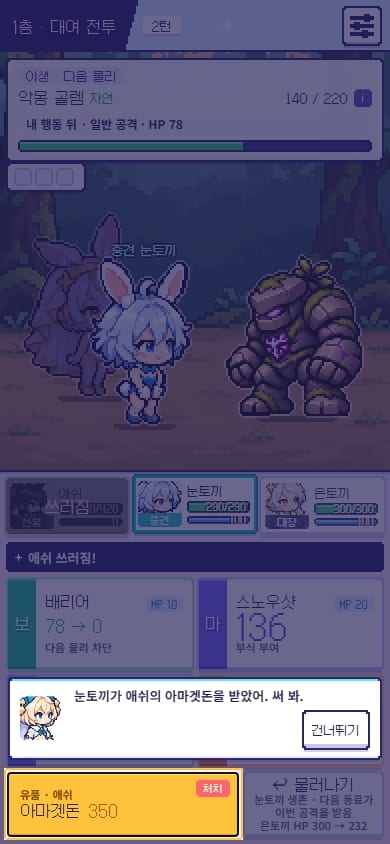 1층 · 대여 전투
2턴
야생 · 다음 물리
악몽 골렘 자연
140 / 220
i
내 행동 뒤 · 일반 공격 · HP 78
중견 눈토끼
애쉬
쓰러짐
0/420
선봉
눈토끼
290/290
중견
은토끼
300/300
대장
+ 애쉬 쓰러짐!
보
배리어
MP 10
78 → 0
다음 물리 차단
마
스노우샷
MP 20
136
부식 부여
눈토끼가 애쉬의 아마겟돈을 받았어. 써 봐.
건너뛰기
유품 · 애쉬
처치
아마겟돈 350
↩ 물러나기
눈토끼 생존 · 다음 동료가
이번 공격을 받음
은토끼 HP 300 → 232